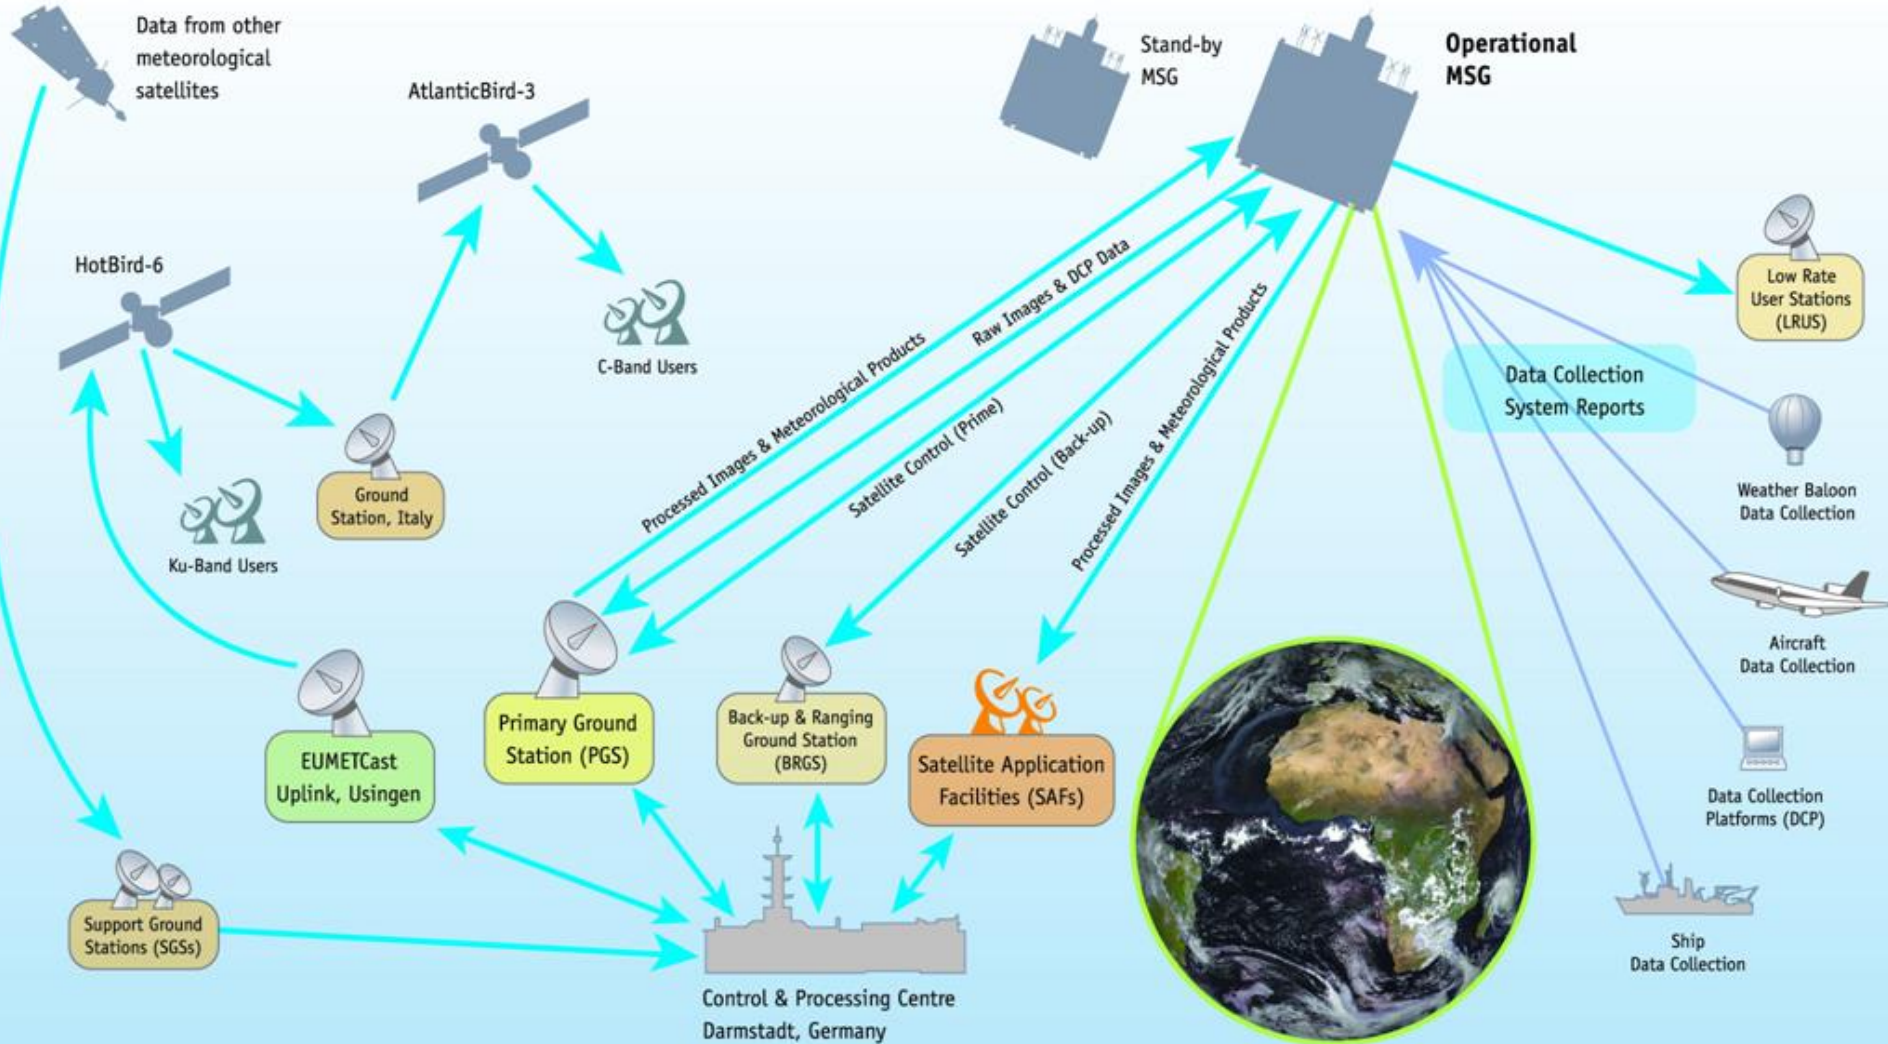 Data from other
meteorological
satellites
AtlanticBird-3
Stand-by
MSG
Operational
MSG
HotBird-6
C-Band Users
Low Rate
User Stations
(LRUS)
Data Collection
System Reports
Processed Images & Meteorological Products
Raw Images & DCP Data
Satellite Control (Prime)
Satellite Control (Back-up)
Processed Images & Meteorological Products
Ground
Station, Italy
Ku-Band Users
Weather Baloon
Data Collection
Aircraft
Data Collection
EUMETCast
Uplink, Usingen
Primary Ground
Station (PGS)
Back-up & Ranging
Ground Station
(BRGS)
Satellite Application
Facilities (SAFs)
Data Collection
Platforms (DCP)
Support Ground
Stations (SGSs)
Ship
Data Collection
Control & Processing Centre
Darmstadt, Germany